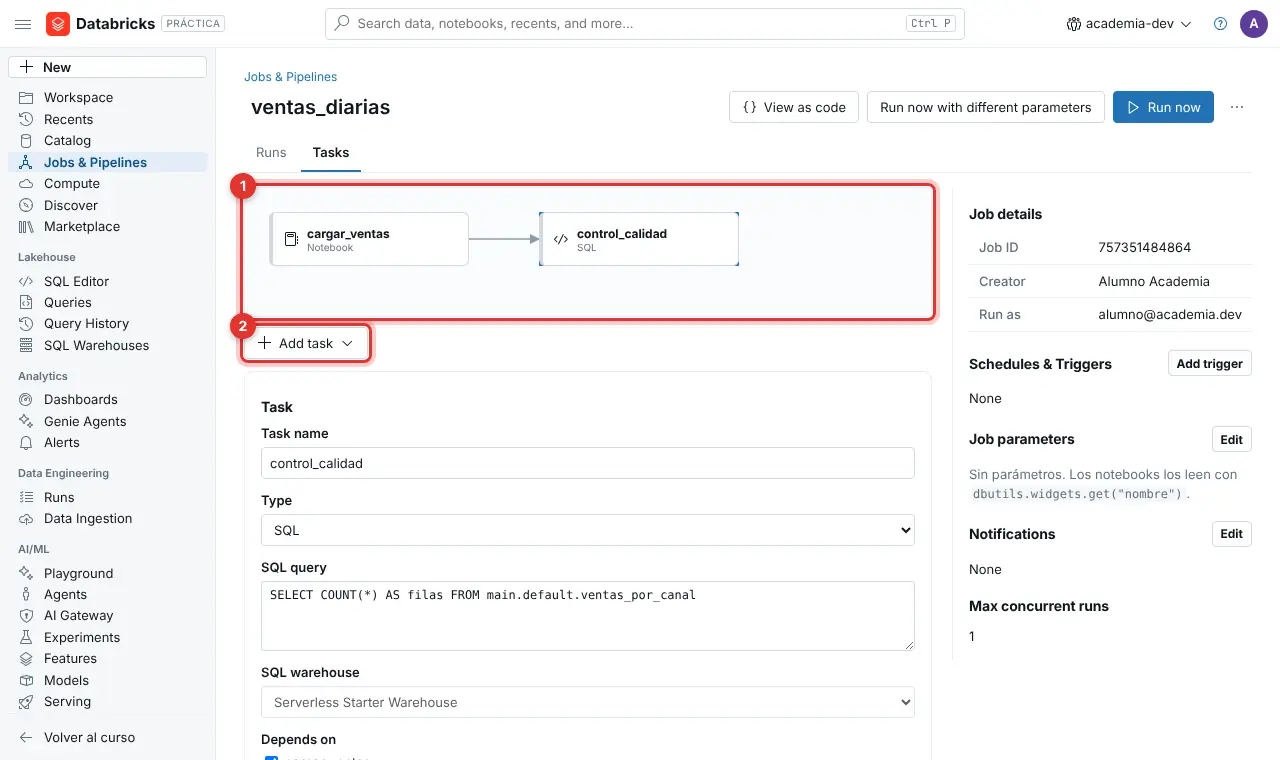 Databricks PRÁCTICA
Search data, notebooks, recents, and more... Ctrl P
academia-dev
A
New
Workspace
Recents
Catalog
Jobs & Pipelines
Compute
Discover
Marketplace
Lakehouse
SQL Editor
Queries
Query History
SQL Warehouses
Analytics
Dashboards
Genie Agents
Alerts
Data Engineering
Runs
Data Ingestion
AI/ML
Playground
Agents
AI Gateway
Experiments
Features
Models
Serving
Volver al curso
Jobs & Pipelines
ventas_diarias
{} View as code
Run now with different parameters
Run now
Runs Tasks
1
cargar_ventas
Notebook
control_calidad
SQL
2
Add task
Task
Task name
control_calidad
Type
SQL
SQL query
SELECT COUNT(*) AS filas FROM main.default.ventas_por_canal
SQL warehouse
Serverless Starter Warehouse
Depends on
Job details
Job ID 757351484864
Creator Alumno Academia
Run as alumno@academia.dev
Schedules & Triggers Add trigger
None
Job parameters Edit
Sin parámetros. Los notebooks los leen con
dbutils.widgets.get("nombre") .
Notifications Edit
None
Max concurrent runs
1